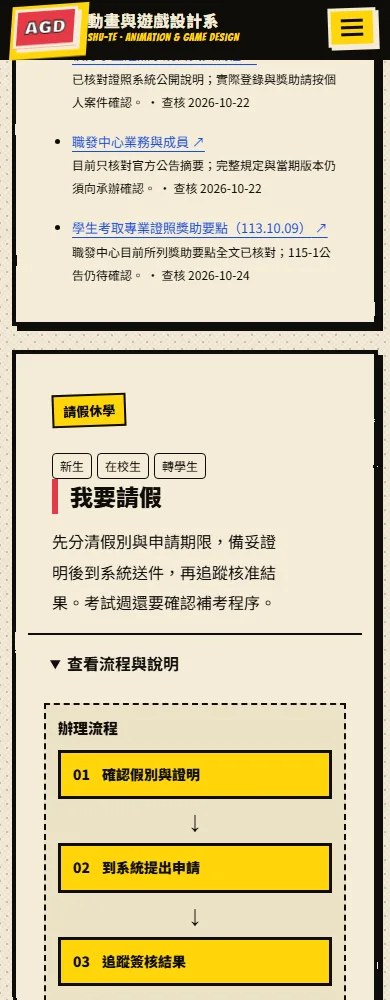 AGD
動畫與遊戲設計系
SHU-TE · ANIMATION & GAME DESIGN
已核對證照系統公開說明；實際登錄與獎助請按個
人案件確認。 · 查核 2026-10-22
職發中心業務與成員 ↗
目前只核對官方公告摘要；完整規定與當期版本仍
須向承辦確認。 · 查核 2026-10-22
學生考取專業證照獎助要點（113.10.09） ↗
職發中心目前所列獎助要點全文已核對；115-1公
告仍待確認。 · 查核 2026-10-24
請假休學
新生 在校生 轉學生
我要請假
先分清假別與申請期限，備妥證
明後到系統送件，再追蹤核准結
果。考試週還要確認補考程序。
▼ 查看流程與說明
辦理流程
01 確認假別與證明
↓
02 到系統提出申請
↓
03 追蹤簽核結果